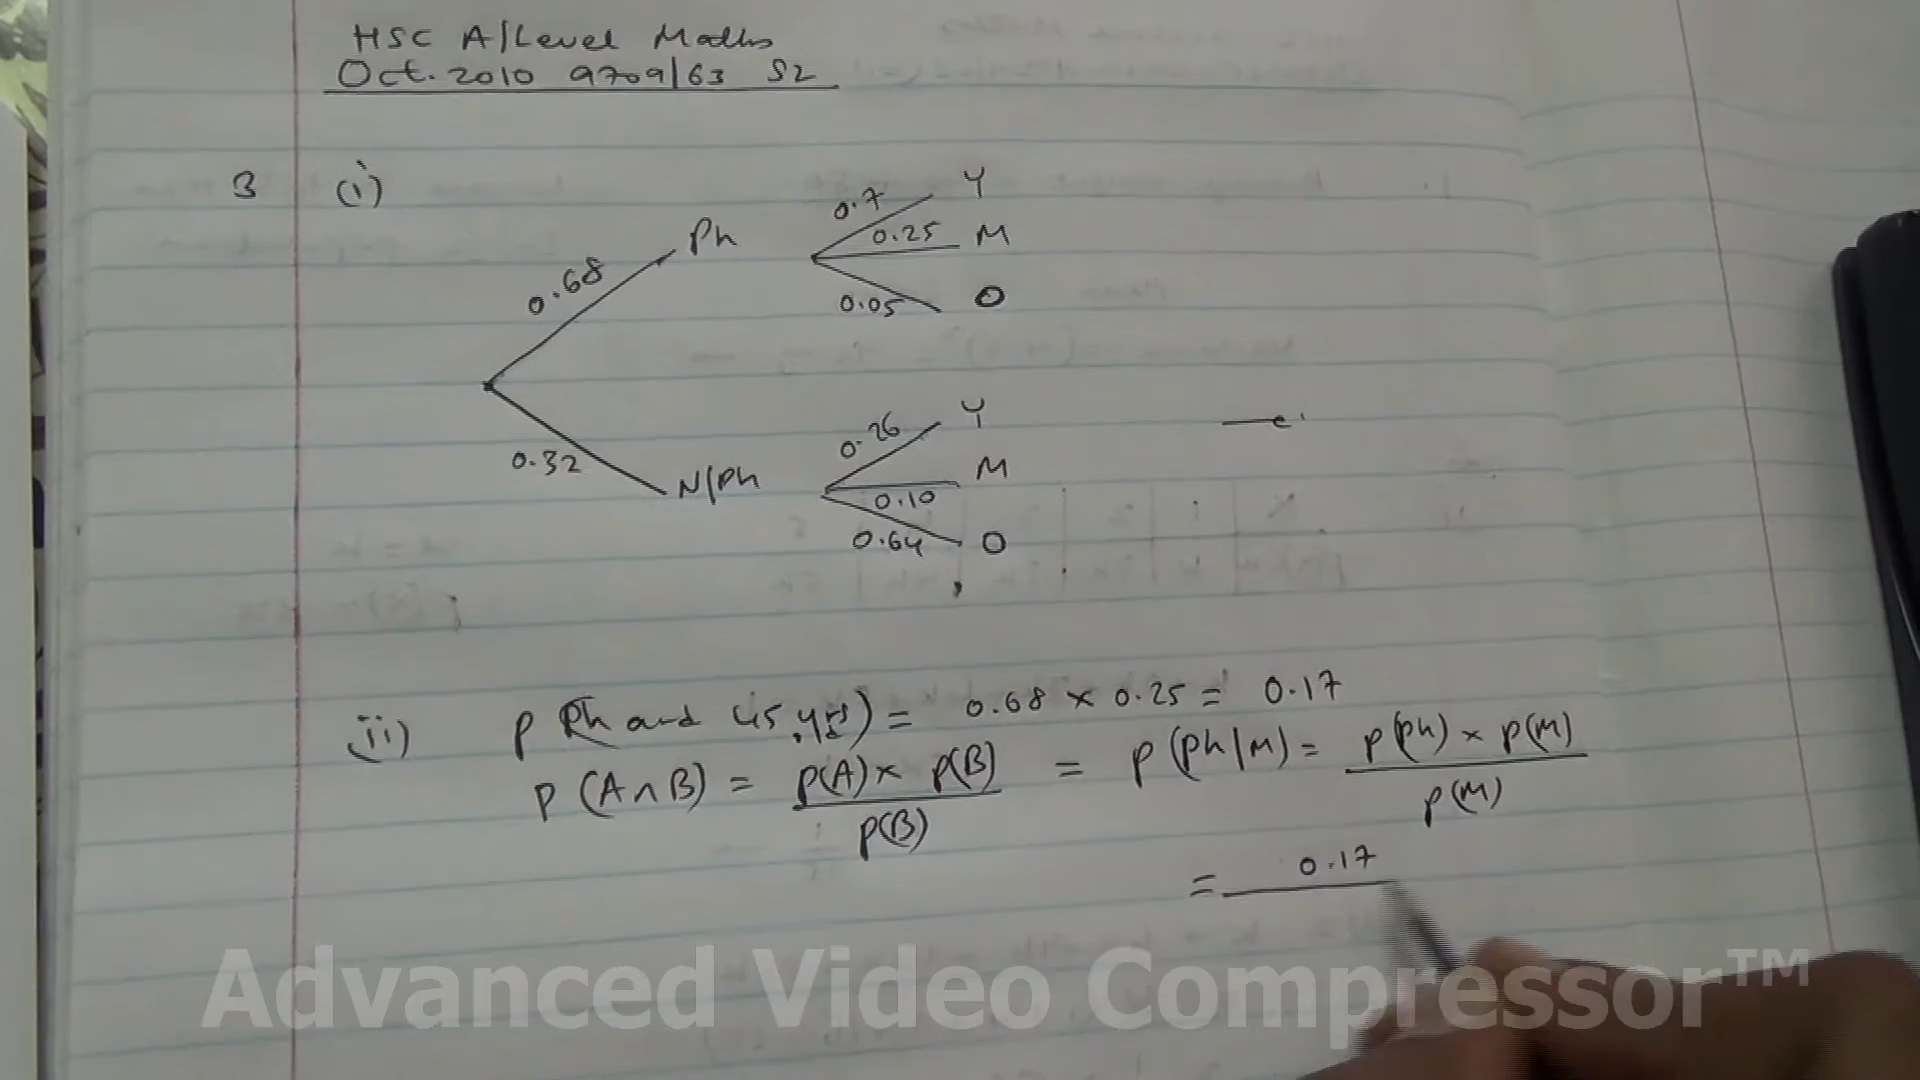 HSC A/Level Maths
Oct. 2010 9709/63 S2
3 (i)
0.68 Ph 0.7 Y
0.25 M
0.05 O
0.32 N/Ph 0.26 Y
0.10 M
0.64 O
(ii) P (Ph and 45 yrs) = 0.68 × 0.25 = 0.17
P (A∩B) = P(A) × P(B) / P(B) = P (Ph/M) = P(Ph) × P(M) / P(M)
= 0.17
Advanced Video Compressor™